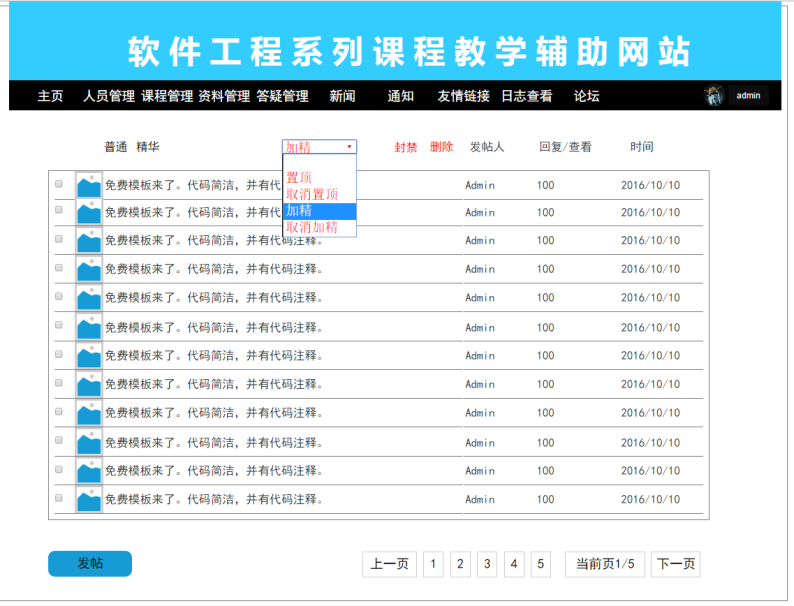 软件工程系列课程教学辅助网站
主页 人员管理 课程管理 资料管理 答疑管理 新闻 通知 友情链接 日志查看 论坛 admin
普通 精华 加精 封禁 删除 发帖人 回复/查看 时间
置顶
取消置顶
加精
取消加精
免费模板来了。代码简洁，并有代 Admin 100 2016/10/10
免费模板来了。代码简洁，并有代 Admin 100 2016/10/10
免费模板来了。代码简洁，并有代码注释。 Admin 100 2016/10/10
免费模板来了。代码简洁，并有代码注释。 Admin 100 2016/10/10
免费模板来了。代码简洁，并有代码注释。 Admin 100 2016/10/10
免费模板来了。代码简洁，并有代码注释。 Admin 100 2016/10/10
免费模板来了。代码简洁，并有代码注释。 Admin 100 2016/10/10
免费模板来了。代码简洁，并有代码注释。 Admin 100 2016/10/10
免费模板来了。代码简洁，并有代码注释。 Admin 100 2016/10/10
免费模板来了。代码简洁，并有代码注释。 Admin 100 2016/10/10
免费模板来了。代码简洁，并有代码注释。 Admin 100 2016/10/10
免费模板来了。代码简洁，并有代码注释。 Admin 100 2016/10/10
发帖 上一页 1 2 3 4 5 当前页1/5 下一页